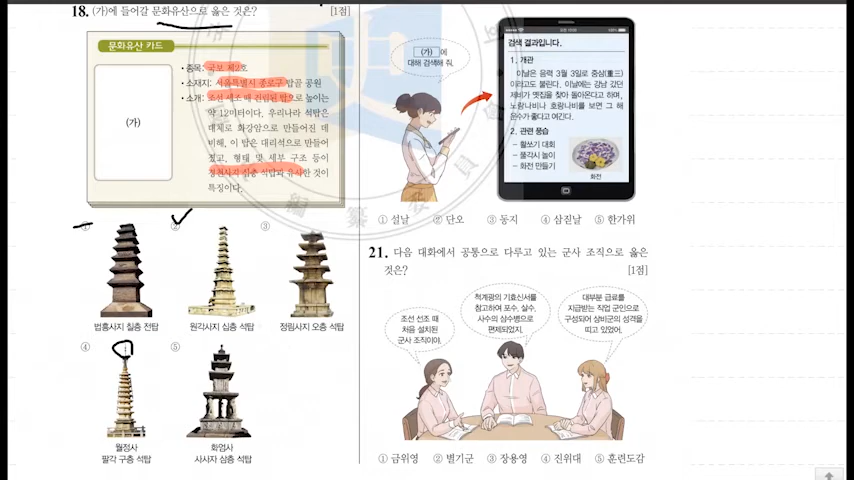 18. (가)에 들어갈 문화유산으로 옳은 것은? [1점]
문화유산 카드
(가)
• 종목: 국보 제2호
• 소재지: 서울특별시 종로구 탑골 공원
• 소개: 조선 세조 때 건립된 탑으로 높이는
약 12미터이다. 우리나라 석탑은
대체로 화강암으로 만들어진 데
비해, 이 탑은 대리석으로 만들어
졌고, 형태 및 세부 구조 등이
경천사지 십층 석탑과 유사한 것이
특징이다.
①
②
③
법흥사지 칠층 전탑
원각사지 십층 석탑
정림사지 오층 석탑
④
⑤
월정사
팔각 구층 석탑
화엄사
사사자 삼층 석탑
(가) 에
대해 검색해 줘.
검색 결과입니다.
1. 개관
이날은 음력 3월 3일로 중삼(重三)
이라고도 불린다. 이날에는 강남 갔던
제비가 옛집을 찾아 돌아온다고 하며,
노랑나비나 호랑나비를 보면 그 해
운수가 좋다고 여긴다.
2. 관련 풍습
– 활쏘기 대회
– 풀각시 놀이
– 화전 만들기
화전
① 설날 ② 단오 ③ 동지 ④ 삼짇날 ⑤ 한가위
21. 다음 대화에서 공통으로 다루고 있는 군사 조직으로 옳은
것은? [1점]
조선 선조 때
처음 설치된
군사 조직이야.
척계광의 기효신서를
참고하여 포수, 살수,
사수의 삼수병으로
편제되었지.
대부분 급료를
지급받는 직업 군인으로
구성되어 상비군의 성격을
띠고 있었어.
① 금위영 ② 별기군 ③ 장용영 ④ 진위대 ⑤ 훈련도감